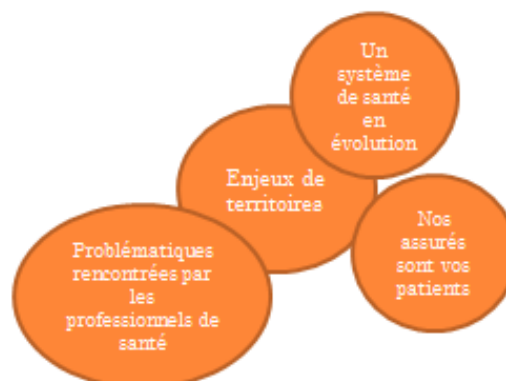 Un
système
de santé
en
évolution
Enjeux de
territoires
Nos
assurés
sont vos
patients
Problématiques
rencontrées par
les
professionnels de
santé